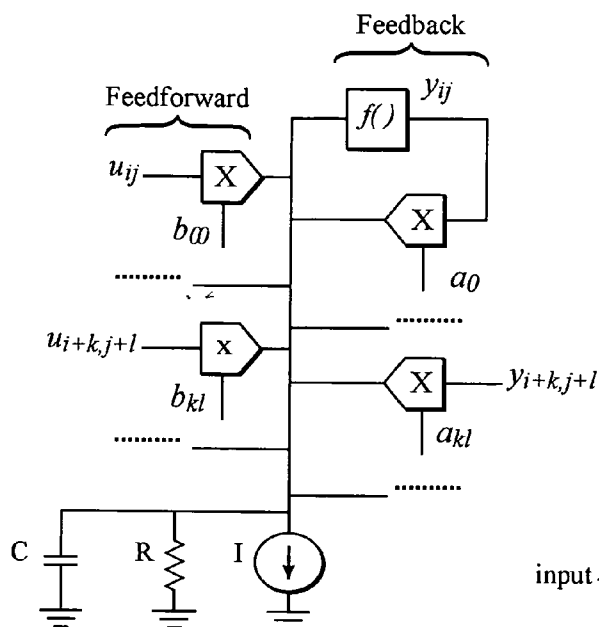 Feedback
Feedforward
f()
y_ij
u_ij
X
b_00
X
a_0
u_i+k,j+l
x
b_kl
X
y_i+k,j+l
a_kl
C
R
I
input